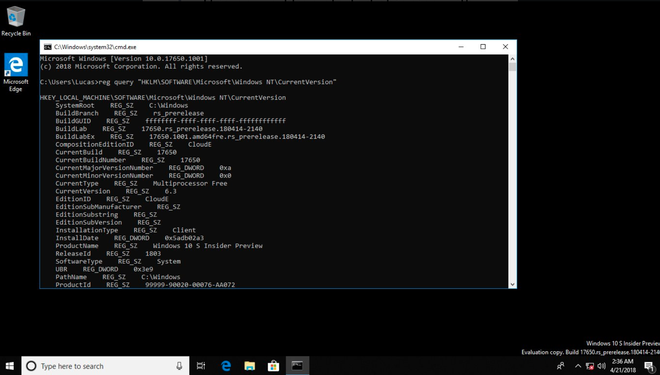 Recycle Bin
Microsoft
Edge
C:\Windows\system32\cmd.exe
Microsoft Windows [Version 10.0.17650.1001]
(c) 2018 Microsoft Corporation. All rights reserved.
C:\Users\Lucas>reg query "HKLM\SOFTWARE\Microsoft\Windows NT\CurrentVersion"
HKEY_LOCAL_MACHINE\SOFTWARE\Microsoft\Windows NT\CurrentVersion
SystemRoot REG_SZ C:\Windows
BuildBranch REG_SZ rs_prerelease
BuildGUID REG_SZ ffffffff-ffff-ffff-ffff-ffffffffffff
BuildLab REG_SZ 17650.rs_prerelease.180414-2140
BuildLabEx REG_SZ 17650.1001.amd64fre.rs_prerelease.180414-2140
CompositionEditionID REG_SZ CloudE
CurrentBuild REG_SZ 17650
CurrentBuildNumber REG_SZ 17650
CurrentMajorVersionNumber REG_DWORD 0xa
CurrentMinorVersionNumber REG_DWORD 0x0
CurrentType REG_SZ Multiprocessor Free
CurrentVersion REG_SZ 6.3
EditionID REG_SZ CloudE
EditionSubManufacturer REG_SZ
EditionSubstring REG_SZ
EditionSubVersion REG_SZ
InstallationType REG_SZ Client
InstallDate REG_DWORD 0x5adb02a3
ProductName REG_SZ Windows 10 S Insider Preview
ReleaseId REG_SZ 1803
SoftwareType REG_SZ System
UBR REG_DWORD 0x3e9
PathName REG_SZ C:\Windows
ProductId REG_SZ 99999-90020-00076-AA072
Windows 10 S Insider Preview
Evaluation copy. Build 17650.rs_prerelease.180414-214
Type here to search
2:36 AM
4/21/2018